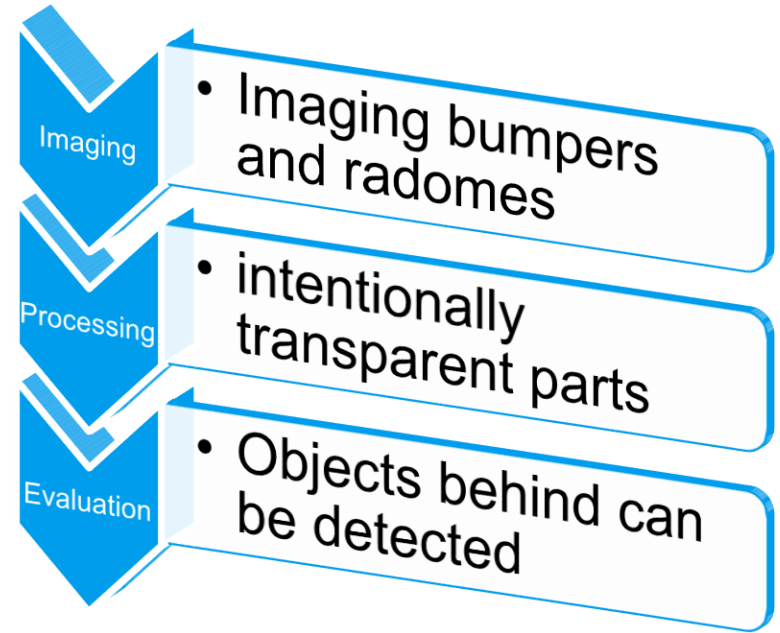 Imaging
• Imaging bumpers
and radomes
Processing
• intentionally
transparent parts
Evaluation
• Objects behind can
be detected